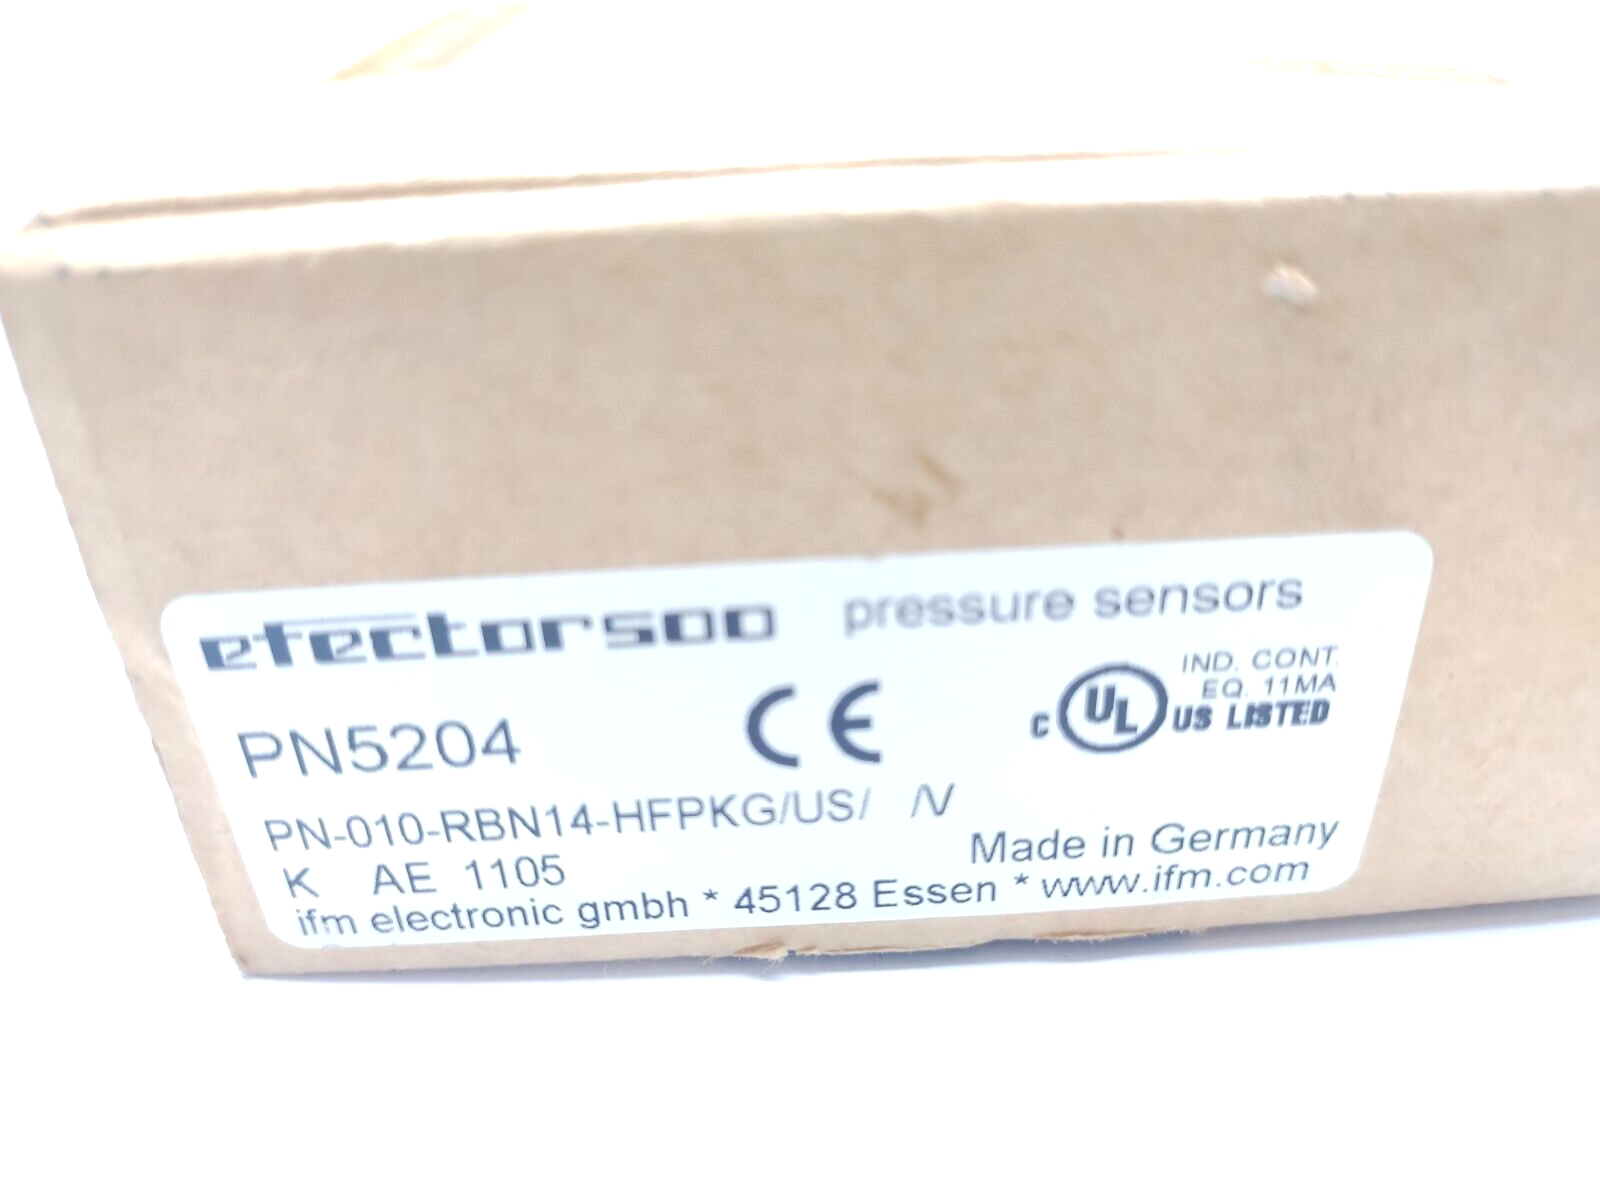 efector500 pressure sensors
IND. CONT.
EQ. 11MA
C UL US LISTED
PN5204 CE
PN-010-RBN14-HFPKG/US/ /V
K AE 1105 Made in Germany
ifm electronic gmbh * 45128 Essen * www.ifm.com